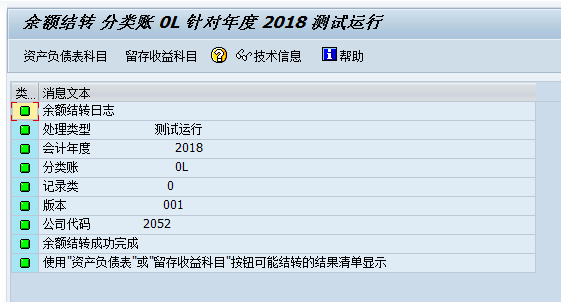 余额结转 分类账 0L 针对年度 2018 测试运行
资产负债表科目 留存收益科目 技术信息 帮助
类... 消息文本
余额结转日志
处理类型 测试运行
会计年度 2018
分类账 0L
记录类 0
版本 001
公司代码 2052
余额结转成功完成
使用"资产负债表"或"留存收益科目"按钮可能结转的结果清单显示